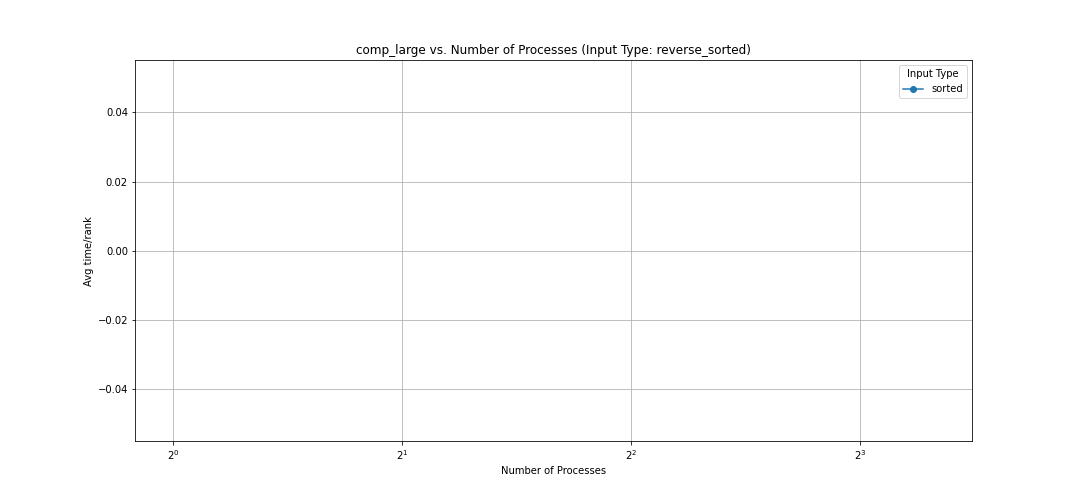 comp_large vs. Number of Processes (Input Type: reverse_sorted)
Input Type
sorted
0.04
0.02
0.00
−0.02
−0.04
Avg time/rank
2⁰ 2¹ 2² 2³
Number of Processes